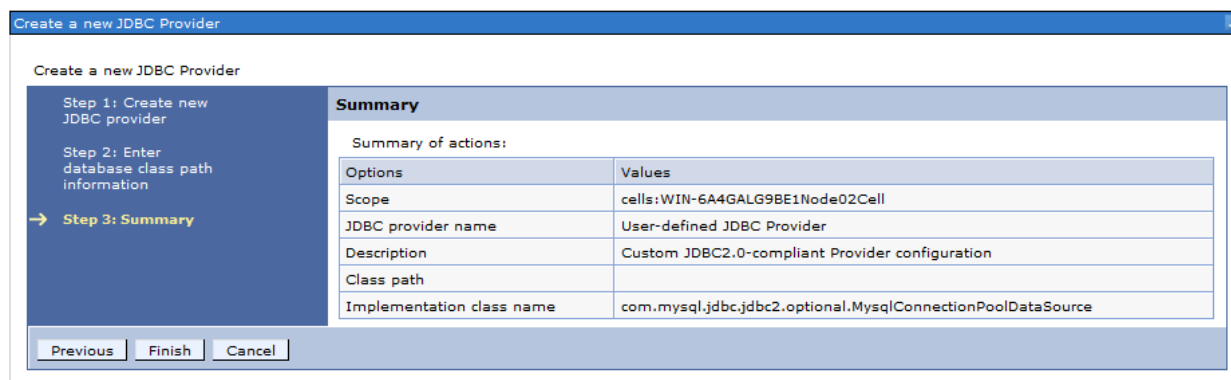 Create a new JDBC Provider
Create a new JDBC Provider
Step 1: Create new
JDBC provider
Step 2: Enter
database class path
information
Step 3: Summary
Summary
Summary of actions:
Options Values
Scope cells:WIN-6A4GALG9BE1Node02Cell
JDBC provider name User-defined JDBC Provider
Description Custom JDBC2.0-compliant Provider configuration
Class path
Implementation class name com.mysql.jdbc.jdbc2.optional.MysqlConnectionPoolDataSource
Previous Finish Cancel